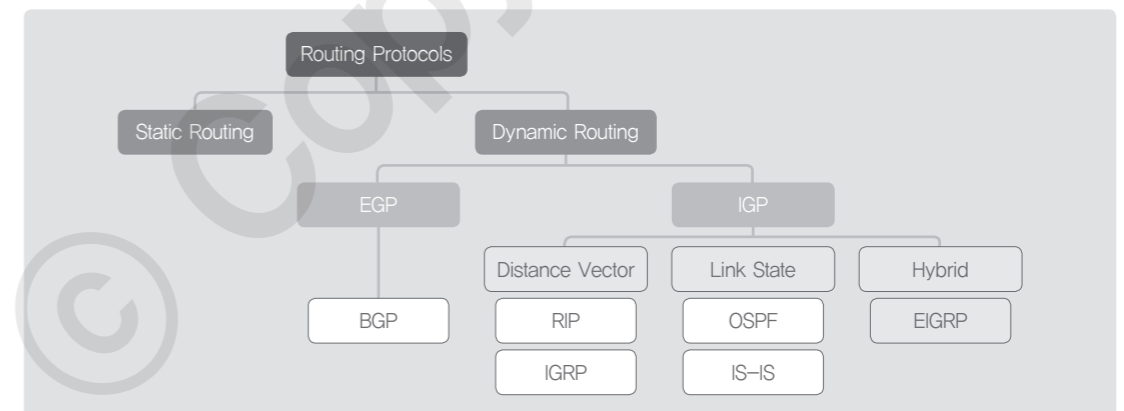 Routing Protocols
Static Routing
Dynamic Routing
EGP
IGP
Distance Vector
Link State
Hybrid
BGP
RIP
OSPF
EIGRP
IGRP
IS-IS
© Copy